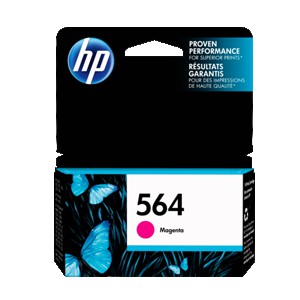 hp
PROVEN
PERFORMANCE
FOR SUPERIOR PRINTS*
RÉSULTATS
GARANTIS
POUR DES IMPRESSIONS
DE HAUTE QUALITÉ*
564
Magenta